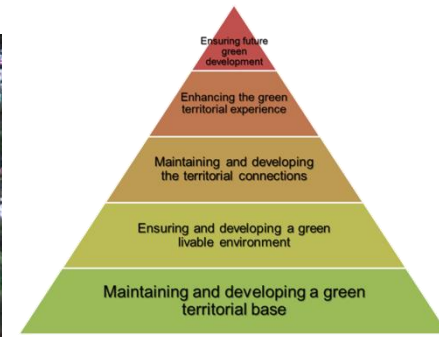 Ensuring future
green
development
Enhancing the green
territorial experience
Maintaining and developing
the territorial connections
Ensuring and developing a green
livable environment
Maintaining and developing a green
territorial base